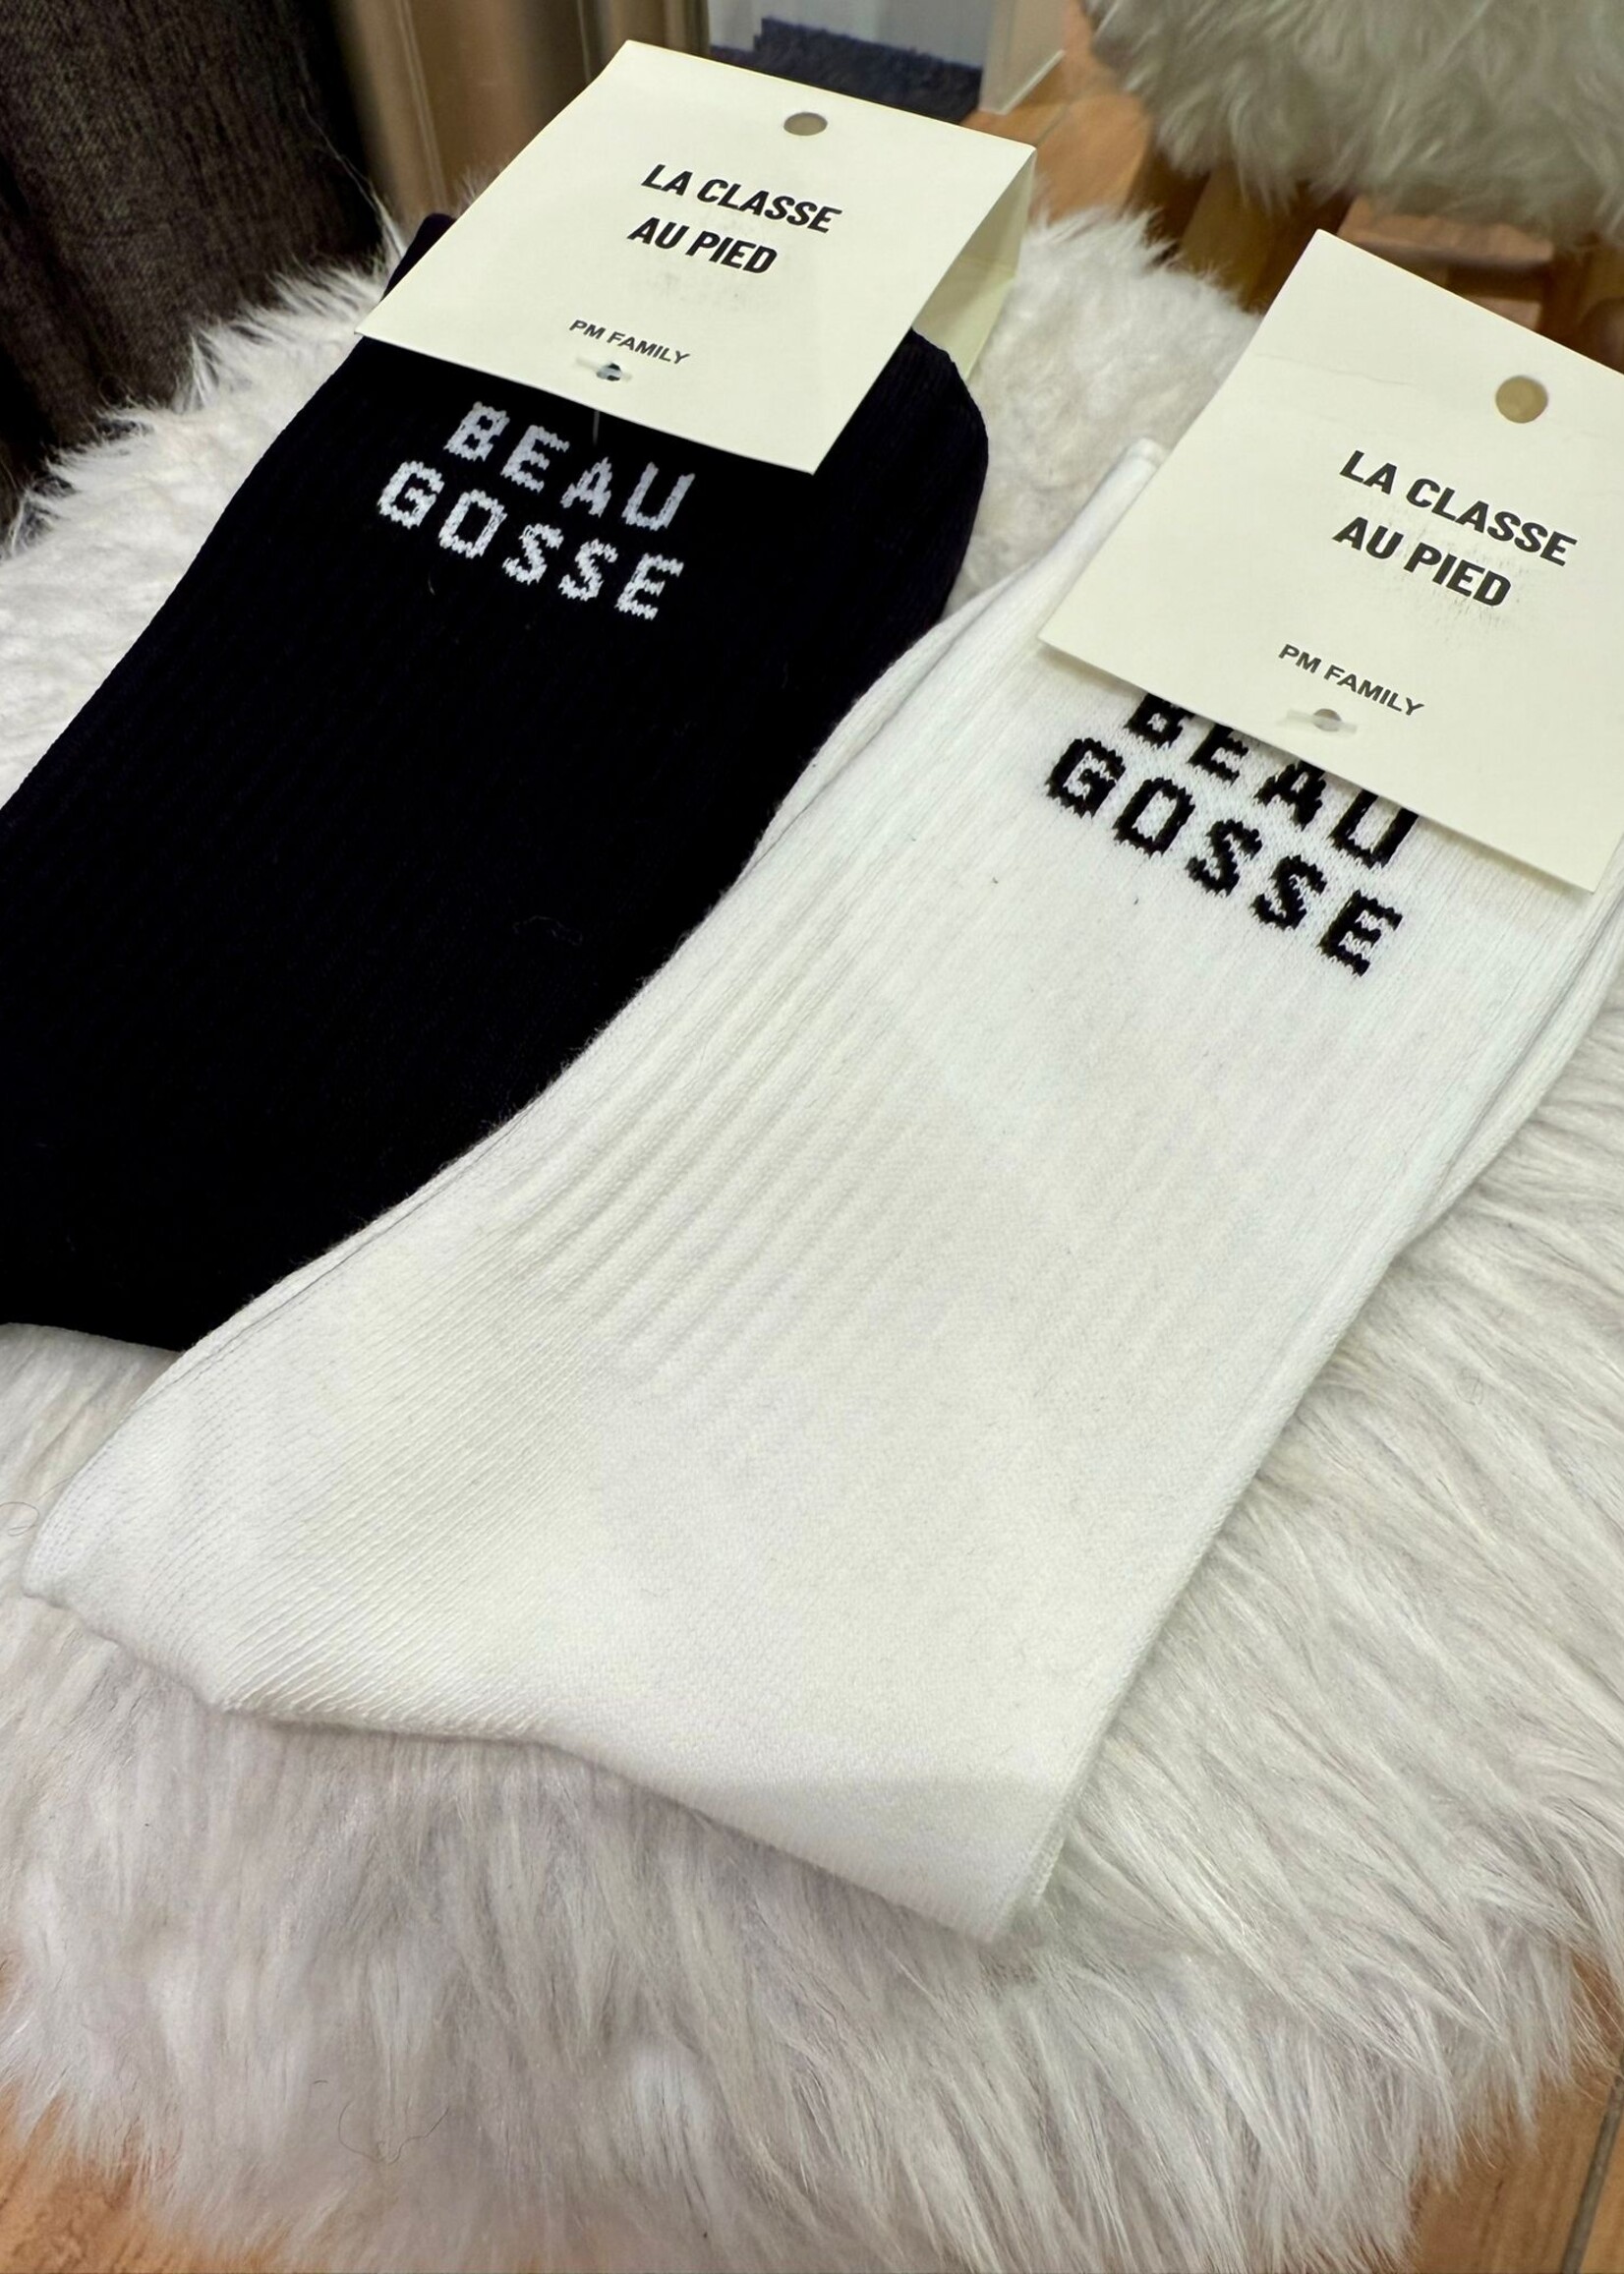 LA CLASSE
AU PIED
PM FAMILY
BEAU
GOSSE
LA CLASSE
AU PIED
PM FAMILY
BEAU
GOSSE